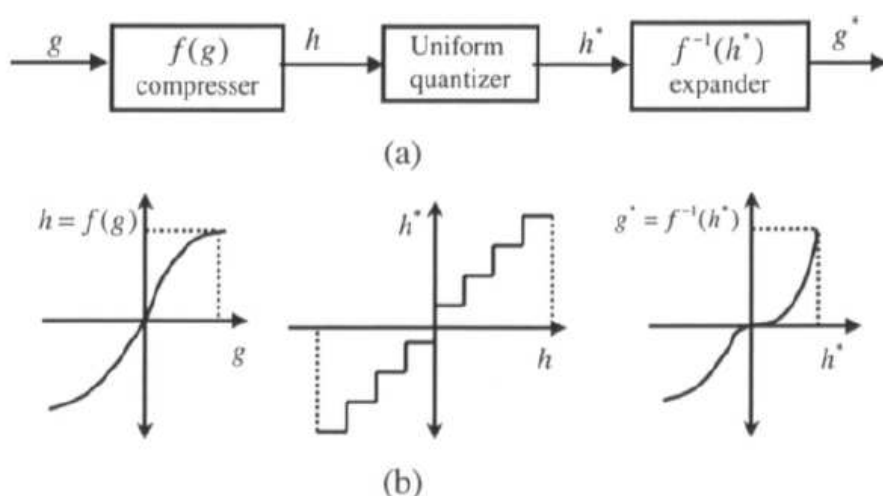 g
f(g)
compresser
h
Uniform
quantizer
h*
f⁻¹(h*)
expander
g*
(a)
h = f(g)
g
h*
h
g* = f⁻¹(h*)
h*
(b)